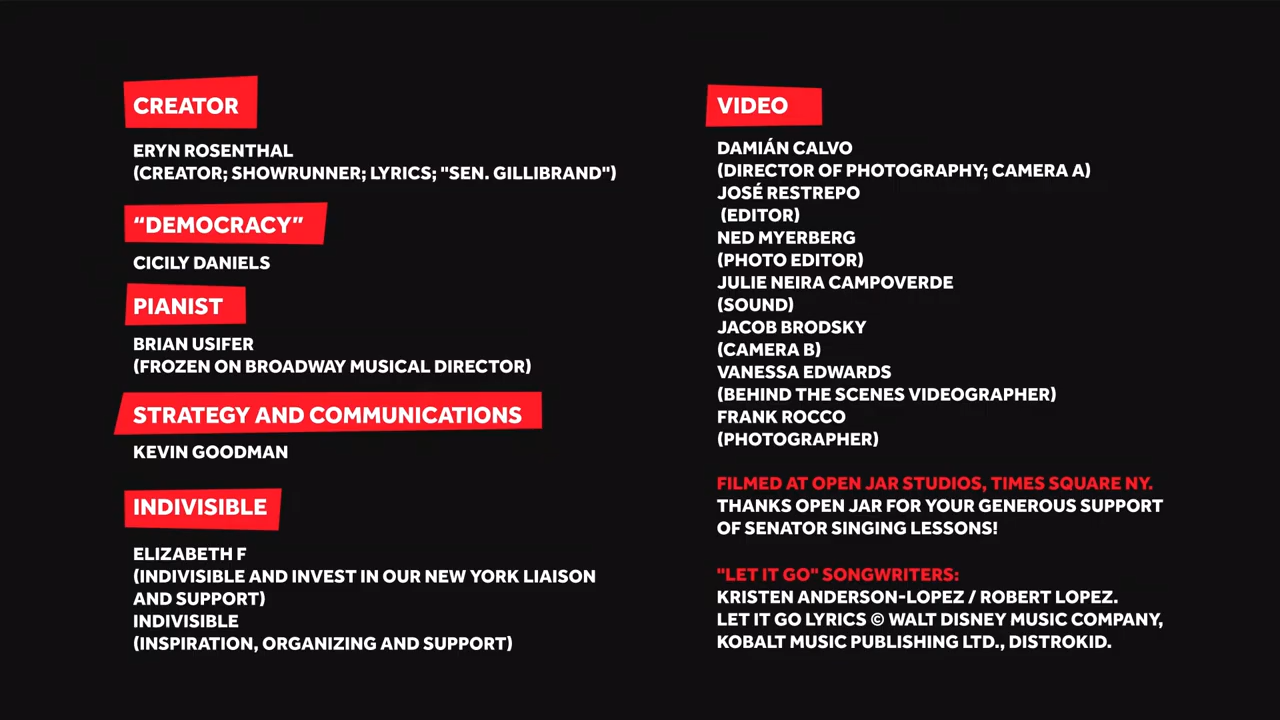 CREATOR
ERYN ROSENTHAL
(CREATOR; SHOWRUNNER; LYRICS; "SEN. GILLIBRAND")
“DEMOCRACY”
CICILY DANIELS
PIANIST
BRIAN USIFER
(FROZEN ON BROADWAY MUSICAL DIRECTOR)
STRATEGY AND COMMUNICATIONS
KEVIN GOODMAN
INDIVISIBLE
ELIZABETH F
(INDIVISIBLE AND INVEST IN OUR NEW YORK LIAISON
AND SUPPORT)
INDIVISIBLE
(INSPIRATION, ORGANIZING AND SUPPORT)
VIDEO
DAMIÁN CALVO
(DIRECTOR OF PHOTOGRAPHY; CAMERA A)
JOSÉ RESTREPO
(EDITOR)
NED MYERBERG
(PHOTO EDITOR)
JULIE NEIRA CAMPOVERDE
(SOUND)
JACOB BRODSKY
(CAMERA B)
VANESSA EDWARDS
(BEHIND THE SCENES VIDEOGRAPHER)
FRANK ROCCO
(PHOTOGRAPHER)
FILMED AT OPEN JAR STUDIOS, TIMES SQUARE NY.
THANKS OPEN JAR FOR YOUR GENEROUS SUPPORT
OF SENATOR SINGING LESSONS!
"LET IT GO" SONGWRITERS:
KRISTEN ANDERSON-LOPEZ / ROBERT LOPEZ.
LET IT GO LYRICS © WALT DISNEY MUSIC COMPANY,
KOBALT MUSIC PUBLISHING LTD., DISTROKID.